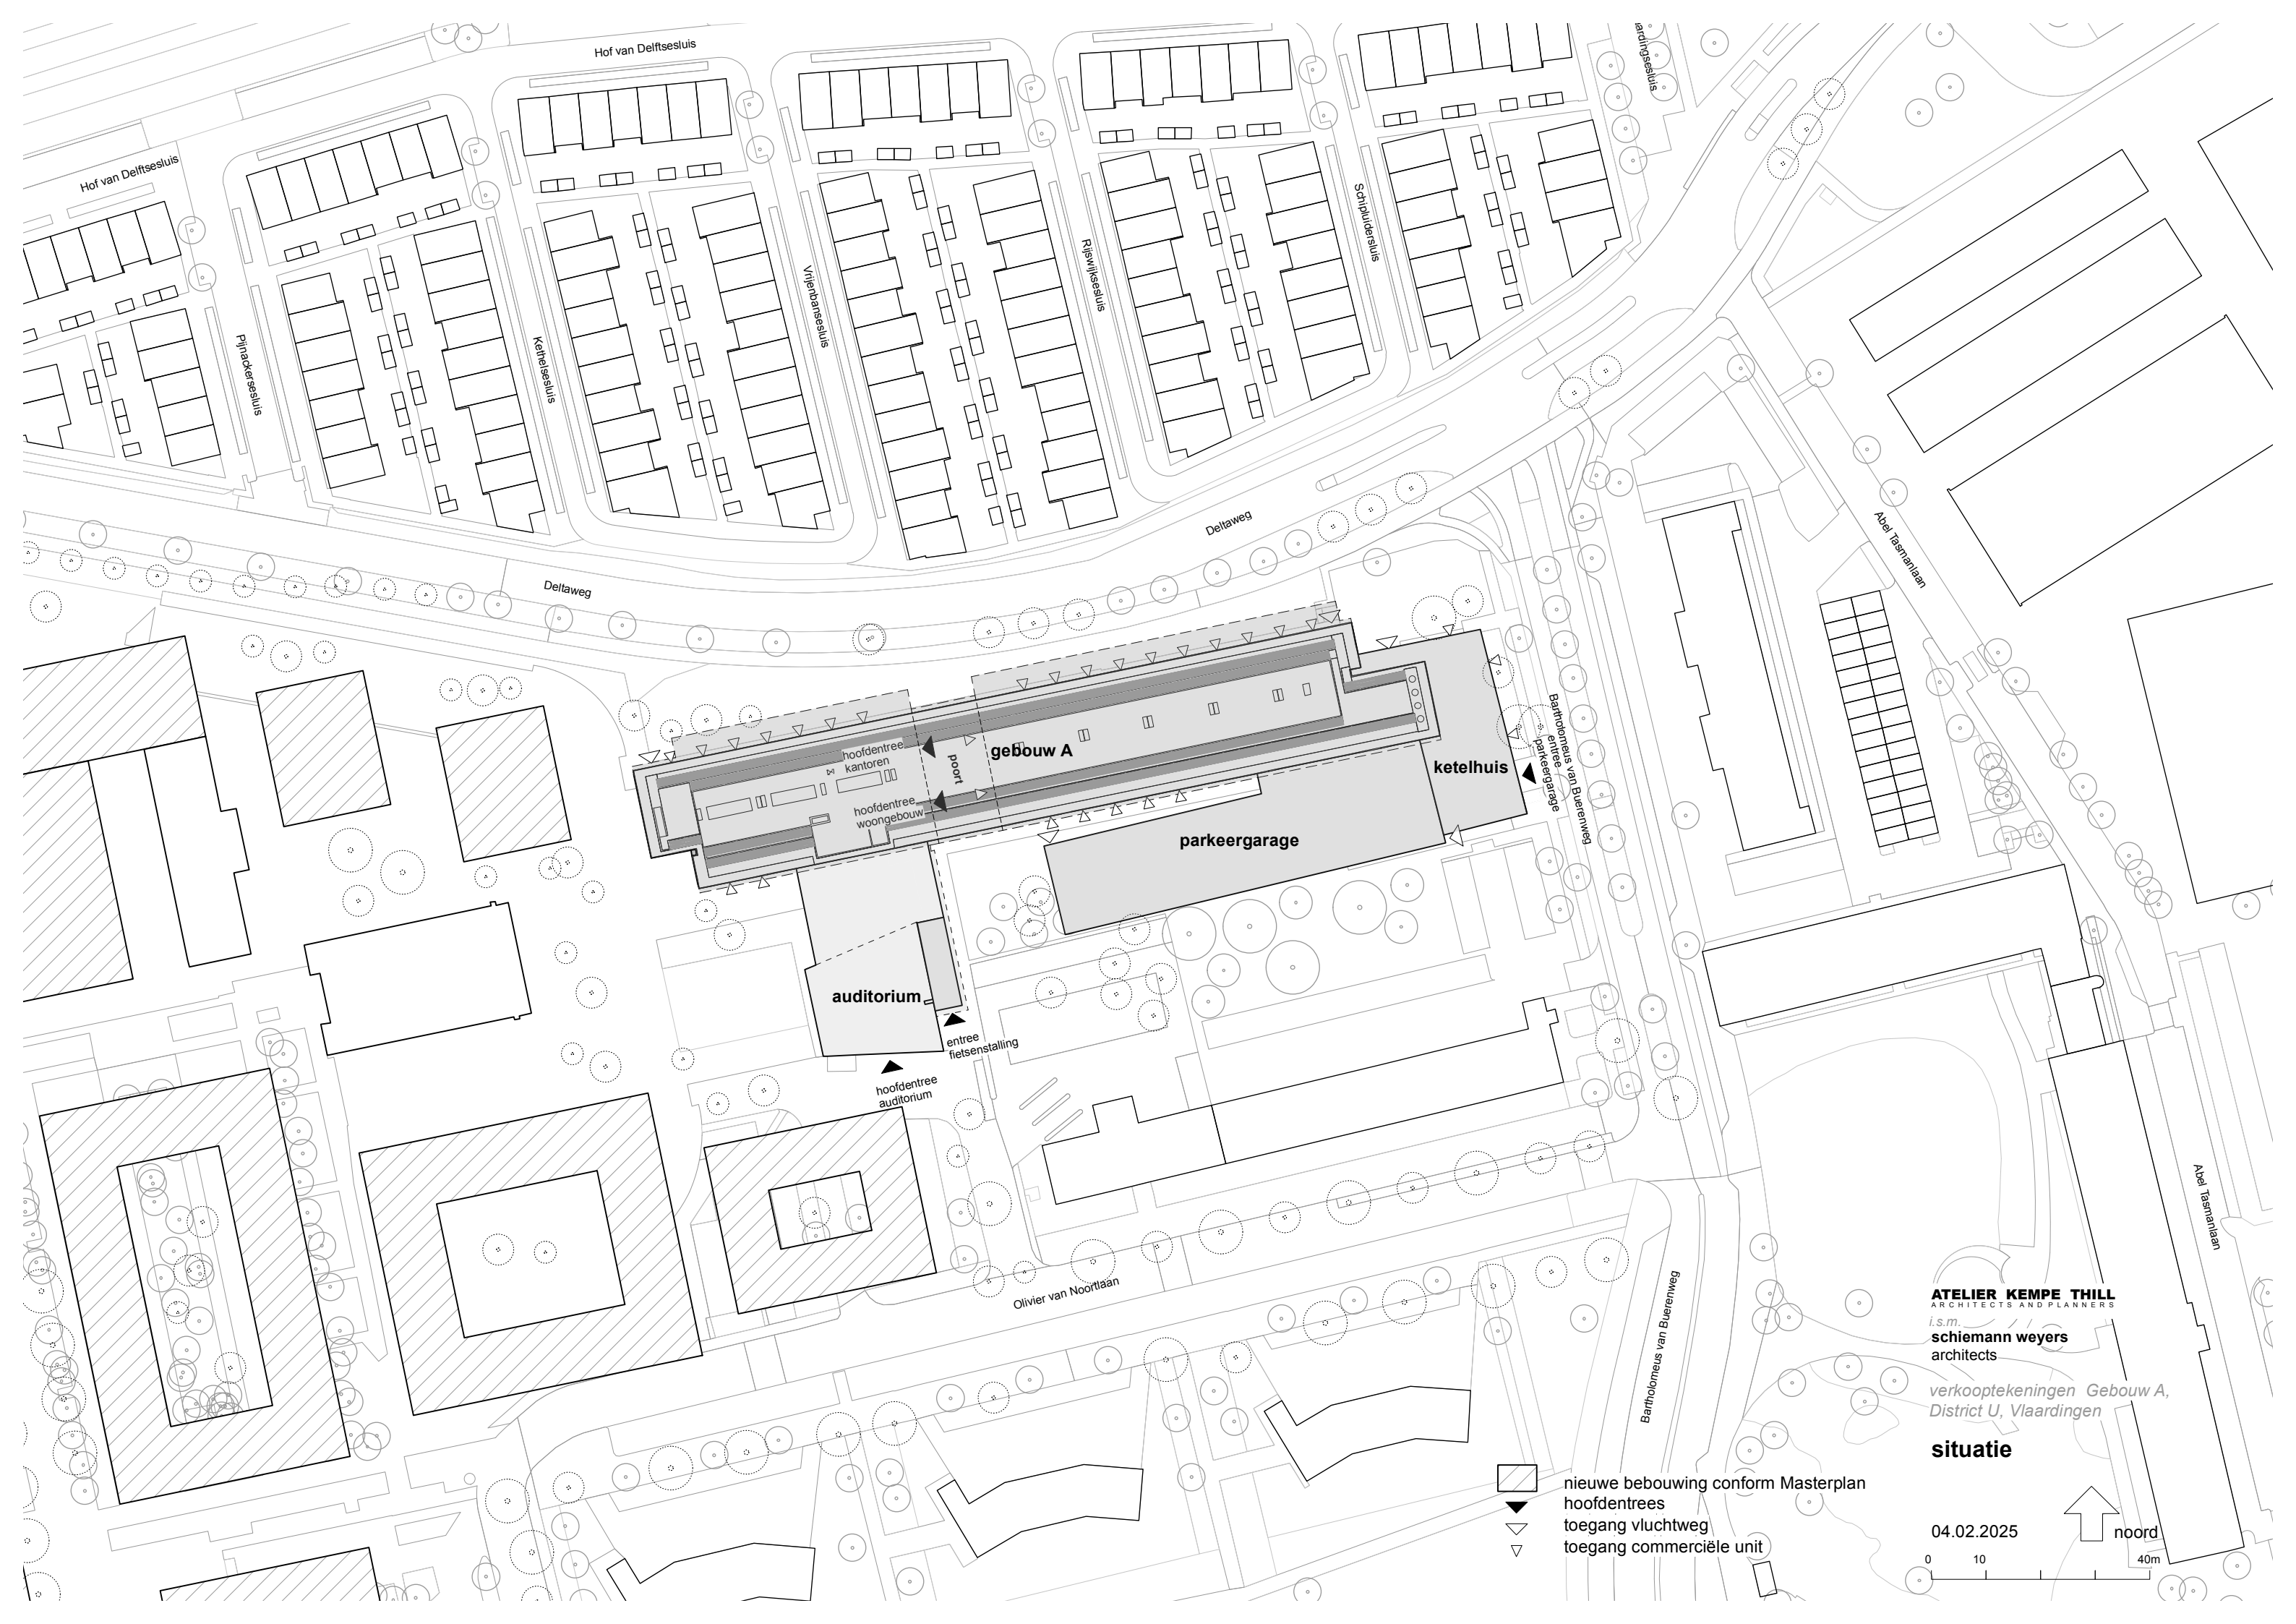 Hof van Delftsesluis
Hof van Delftsesluis
Pijnackersesluis
Kethelsesluis
Vrijenbansesluis
Rijswijksesluis
Schipluidersluis
aardingsesluis
Deltaweg
Deltaweg
Abel Tasmanlaan
Bartholomeus van Buerenweg
entree
parkeergarage
hoofdentree
kantoren
poort
gebouw A
ketelhuis
hoofdentree
woongebouw
parkeergarage
auditorium
entree
fietsenstalling
hoofdentree
auditorium
Olivier van Noortlaan
Bartholomeus van Buerenweg
Abel Tasmanlaan
ATELIER KEMPE THILL
ARCHITECTS AND PLANNERS
i.s.m.
schiemann weyers
architects
verkooptekeningen Gebouw A,
District U, Vlaardingen
situatie
nieuwe bebouwing conform Masterplan
hoofdentrees
toegang vluchtweg
toegang commerciële unit
04.02.2025
noord
0 10 40m